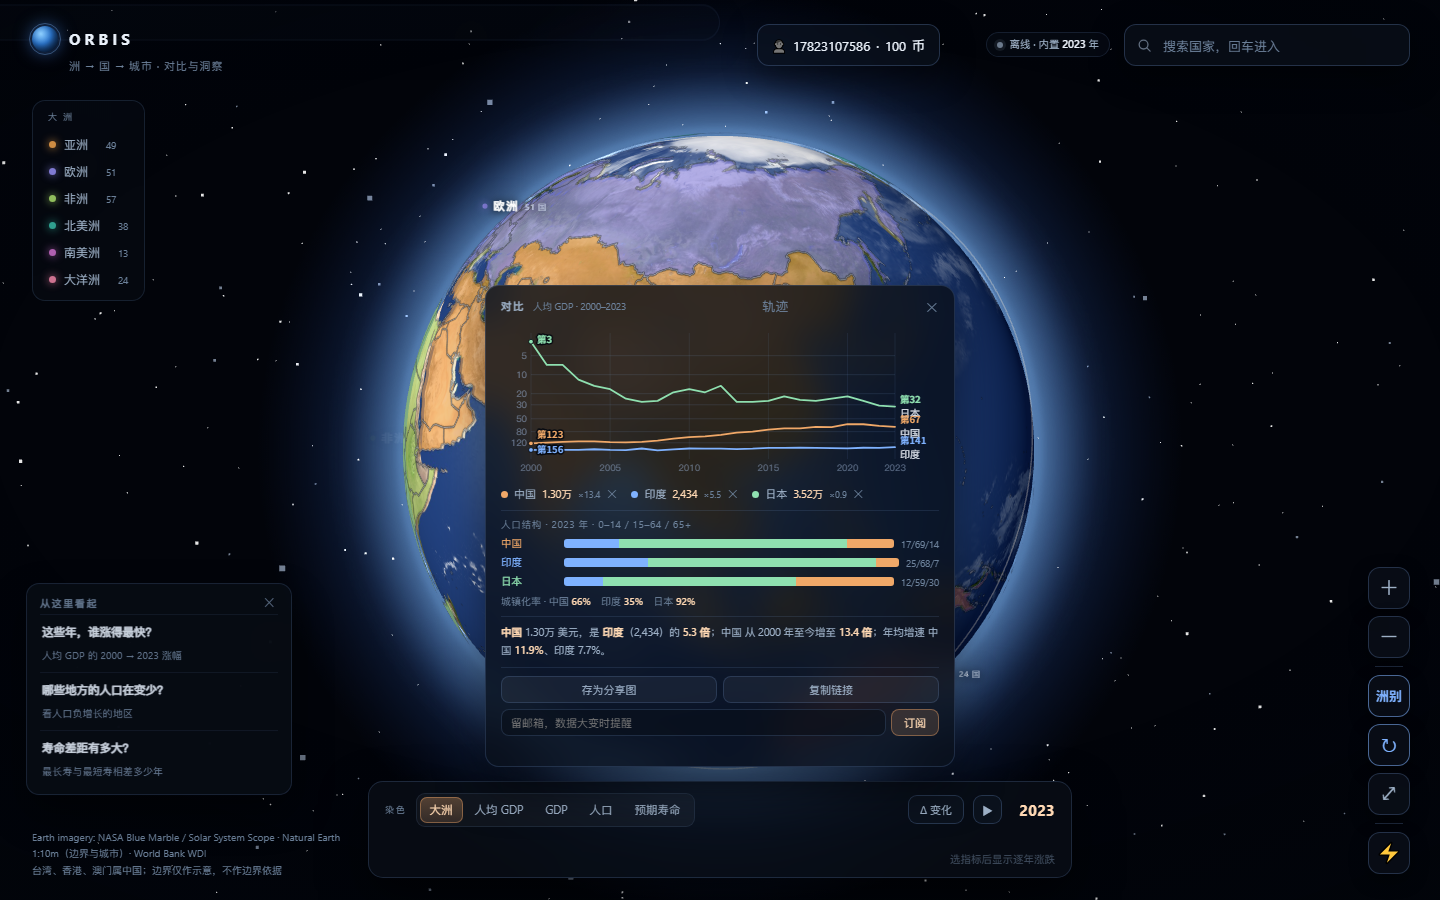 ORBIS
洲 → 国 → 城市 · 对比与洞察
17823107586 · 100 币
离线 · 内置 2023 年
搜索国家，回车进入
大 洲
亚洲 49
欧洲 51
非洲 57
北美洲 38
南美洲 13
大洋洲 24
欧洲 51 国
对比 人均 GDP · 2000–2023 轨迹
第3
5
10
20
30
50
80
120
第123
第156
第32
日本
第67
中国
第141
印度
2000 2005 2010 2015 2020 2023
中国 1.30万 ×13.4 印度 2,434 ×5.5 日本 3.52万 ×0.9
人口结构 · 2023 年 · 0–14 / 15–64 / 65+
中国 17/69/14
印度 25/68/7
日本 12/59/30
城镇化率 · 中国 66% 印度 35% 日本 92%
中国 1.30万 美元，是 印度（2,434）的 5.3 倍；中国 从 2000 年至今增至 13.4 倍；年均增速 中
国 11.9%、印度 7.7%。
存为分享图 复制链接
留邮箱，数据大变时提醒 订阅
24 国
从这里看起
这些年，谁涨得最快？
人均 GDP 的 2000 → 2023 涨幅
哪些地方的人口在变少？
看人口负增长的地区
寿命差距有多大？
最长寿与最短寿相差多少年
洲别
染色 大洲 人均 GDP GDP 人口 预期寿命 Δ 变化 2023
选指标后显示逐年涨跌
Earth imagery: NASA Blue Marble / Solar System Scope · Natural Earth
1:10m（边界与城市）· World Bank WDI
台湾、香港、澳门属中国；边界仅作示意，不作边界依据